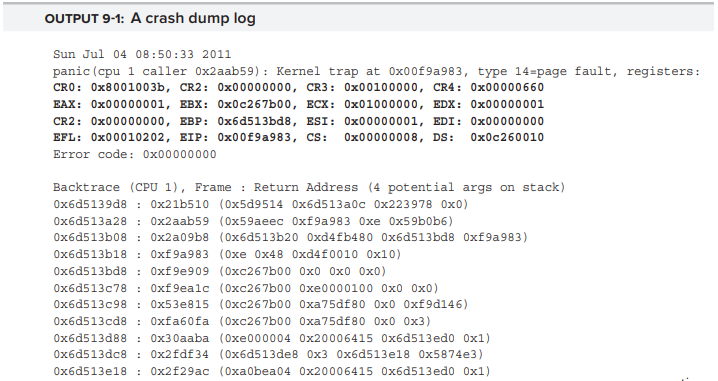 OUTPUT 9-1: A crash dump log
Sun Jul 04 08:50:33 2011
panic(cpu 1 caller 0x2aab59): Kernel trap at 0x00f9a983, type 14=page fault, registers:
CR0: 0x8001003b, CR2: 0x00000000, CR3: 0x00100000, CR4: 0x00000660
EAX: 0x00000001, EBX: 0x0c267b00, ECX: 0x01000000, EDX: 0x00000001
CR2: 0x00000000, EBP: 0x6d513bd8, ESI: 0x00000001, EDI: 0x00000000
EFL: 0x00010202, EIP: 0x00f9a983, CS: 0x00000008, DS: 0x0c260010
Error code: 0x00000000
Backtrace (CPU 1), Frame : Return Address (4 potential args on stack)
0x6d5139d8 : 0x21b510 (0x5d9514 0x6d513a0c 0x223978 0x0)
0x6d513a28 : 0x2aab59 (0x59aeec 0xf9a983 0xe 0x59b0b6)
0x6d513b08 : 0x2a09b8 (0x6d513b20 0xd4fb480 0x6d513bd8 0xf9a983)
0x6d513b18 : 0xf9a983 (0xe 0x48 0xd4f0010 0x10)
0x6d513bd8 : 0xf9e909 (0xc267b00 0x0 0x0 0x0)
0x6d513c78 : 0xf9ea1c (0xc267b00 0xe0000100 0x0 0x0)
0x6d513c98 : 0x53e815 (0xc267b00 0xa75df80 0x0 0xf9d146)
0x6d513cd8 : 0xfa60fa (0xc267b00 0xa75df80 0x0 0x3)
0x6d513d88 : 0x30aaba (0xe000004 0x20006415 0x6d513ed0 0x1)
0x6d513dc8 : 0x2fdf34 (0x6d513de8 0x3 0x6d513e18 0x5874e3)
0x6d513e18 : 0x2f29ac (0xa0bea04 0x20006415 0x6d513ed0 0x1)